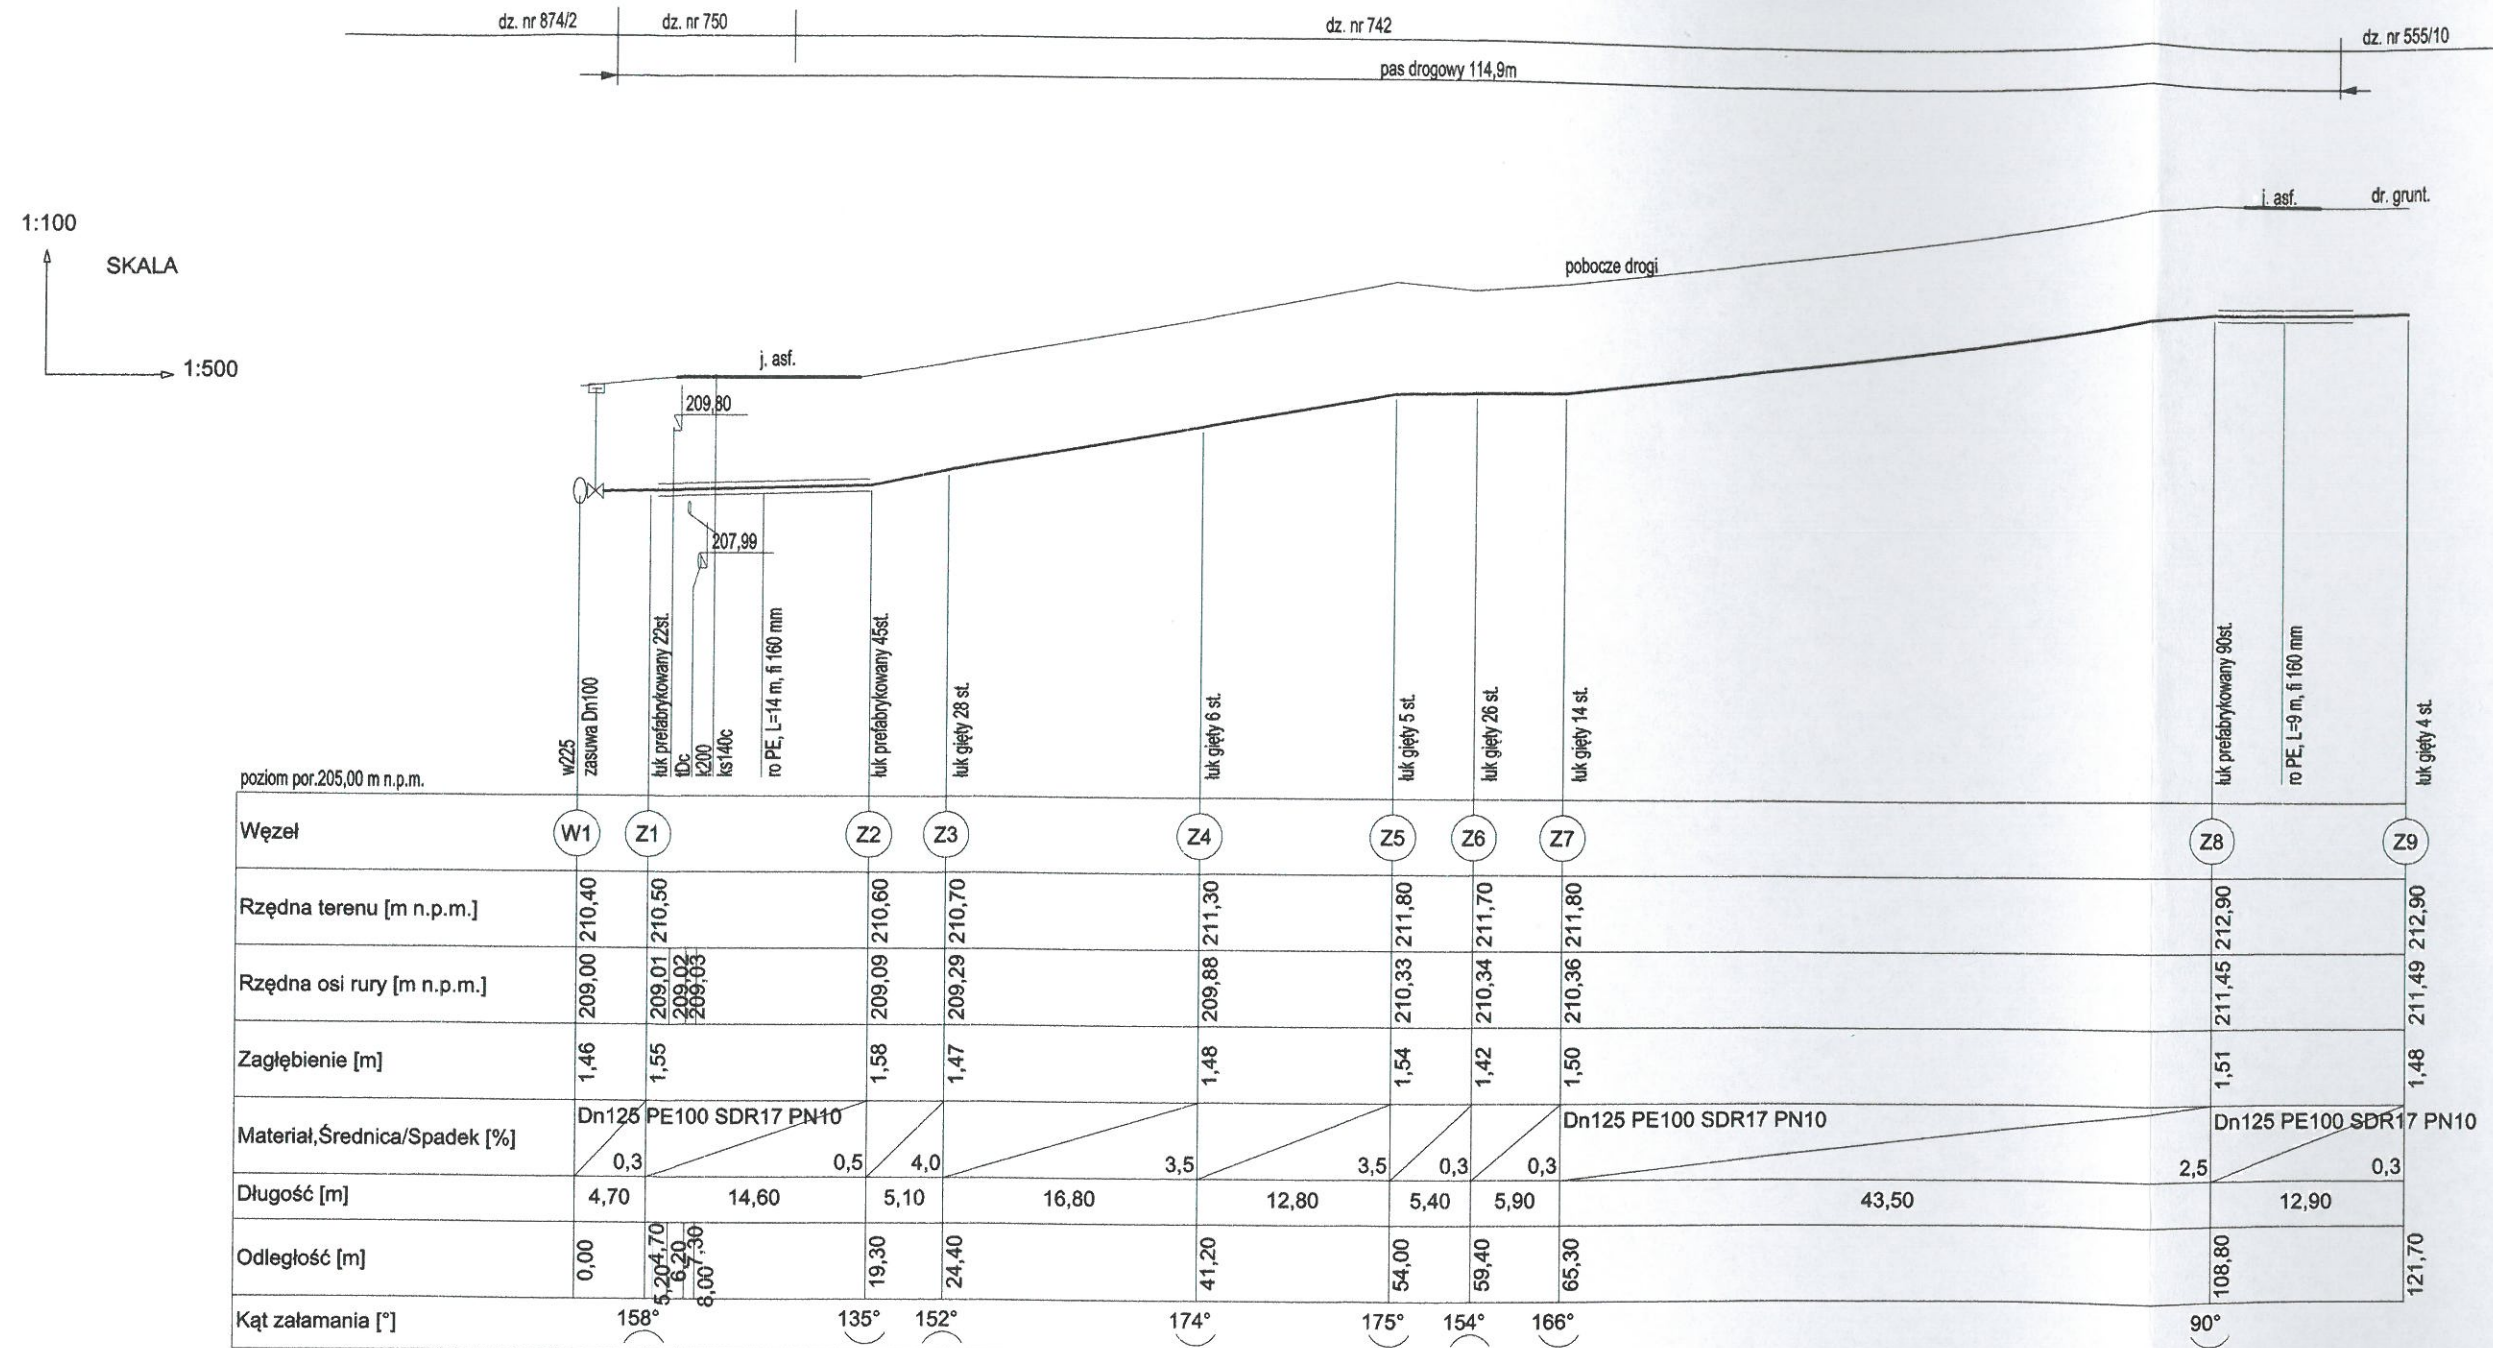 dz. nr 874/2
dz. nr 750
dz. nr 742
dz. nr 555/10
pas drogowy 114,9m
1:100
SKALA
1:500
j. asf.
dr. grunt.
pobocze drogi
j. asf.
209,80
207,99
w225
zasuwa Dn100
łuk prefabrykowany 22st.
tDc
k200
ks140c
ro PE, L=14 m, fi 160 mm
łuk prefabrykowany 45st.
łuk gięty 28 st.
łuk gięty 6 st.
łuk gięty 5 st.
łuk gięty 26 st.
łuk gięty 14 st.
łuk prefabrykowany 90st.
ro PE, L=9 m, fi 160 mm
łuk gięty 4 st.
poziom por.205,00 m n.p.m.
Węzeł W1 Z1 Z2 Z3 Z4 Z5 Z6 Z7 Z8 Z9
Rzędna terenu [m n.p.m.] 210,40 210,50 210,60 210,70 211,30 211,80 211,70 211,80 212,90 212,90
Rzędna osi rury [m n.p.m.] 209,00 209,01 209,02 209,03 209,09 209,29 209,88 210,33 210,34 210,36 211,45 211,49
Zagłębienie [m] 1,46 1,55 1,58 1,47 1,48 1,54 1,42 1,50 1,51 1,48
Materiał,Średnica/Spadek [%] Dn125 PE100 SDR17 PN10 Dn125 PE100 SDR17 PN10 Dn125 PE100 SDR17 PN10
0,3 0,5 4,0 3,5 3,5 0,3 0,3 2,5 0,3
Długość [m] 4,70 14,60 5,10 16,80 12,80 5,40 5,90 43,50 12,90
Odległość [m] 0,00 4,70 5,20 6,20 7,30 8,00 19,30 24,40 41,20 54,00 59,40 65,30 108,80 121,70
Kąt załamania [°] 158° 135° 152° 174° 175° 154° 166° 90°